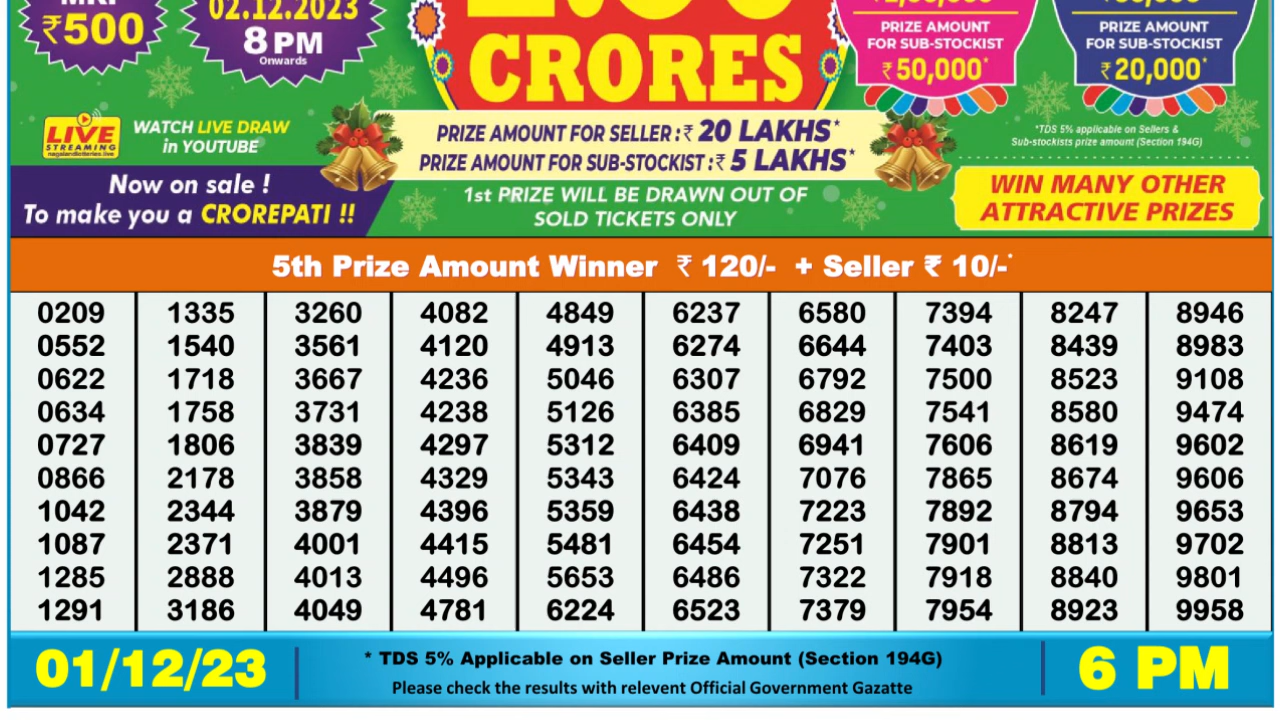 MRP
₹500
02.12.2023
8 PM
Onwards
CRORES
PRIZE AMOUNT
FOR SUB-STOCKIST
₹50,000*
PRIZE AMOUNT
FOR SUB-STOCKIST
₹20,000*
LIVE
STREAMING
nagalandlotteries.live
WATCH LIVE DRAW
in YOUTUBE
PRIZE AMOUNT FOR SELLER :₹ 20 LAKHS*
PRIZE AMOUNT FOR SUB-STOCKIST :₹ 5 LAKHS*
*TDS 5% applicable on Sellers &
Sub-stockists prize amount (Section 194G)
Now on sale !
To make you a CROREPATI !!
1st PRIZE WILL BE DRAWN OUT OF
SOLD TICKETS ONLY
WIN MANY OTHER
ATTRACTIVE PRIZES
5th Prize Amount Winner ₹ 120/- + Seller ₹ 10/-*
0209 1335 3260 4082 4849 6237 6580 7394 8247 8946
0552 1540 3561 4120 4913 6274 6644 7403 8439 8983
0622 1718 3667 4236 5046 6307 6792 7500 8523 9108
0634 1758 3731 4238 5126 6385 6829 7541 8580 9474
0727 1806 3839 4297 5312 6409 6941 7606 8619 9602
0866 2178 3858 4329 5343 6424 7076 7865 8674 9606
1042 2344 3879 4396 5359 6438 7223 7892 8794 9653
1087 2371 4001 4415 5481 6454 7251 7901 8813 9702
1285 2888 4013 4496 5653 6486 7322 7918 8840 9801
1291 3186 4049 4781 6224 6523 7379 7954 8923 9958
01/12/23
* TDS 5% Applicable on Seller Prize Amount (Section 194G)
Please check the results with relevent Official Government Gazatte
6 PM